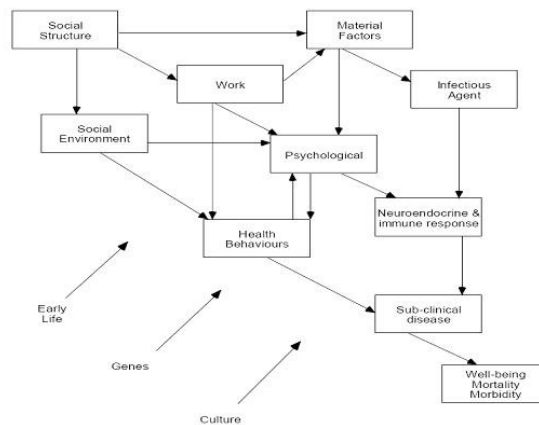 Social
Structure
Material
Factors
Work
Infectious
Agent
Social
Environment
Psychological
Neuroendocrine &
immune response
Health
Behaviours
Early
Life
Sub-clinical
disease
Genes
Well-being
Mortality
Morbidity
Culture